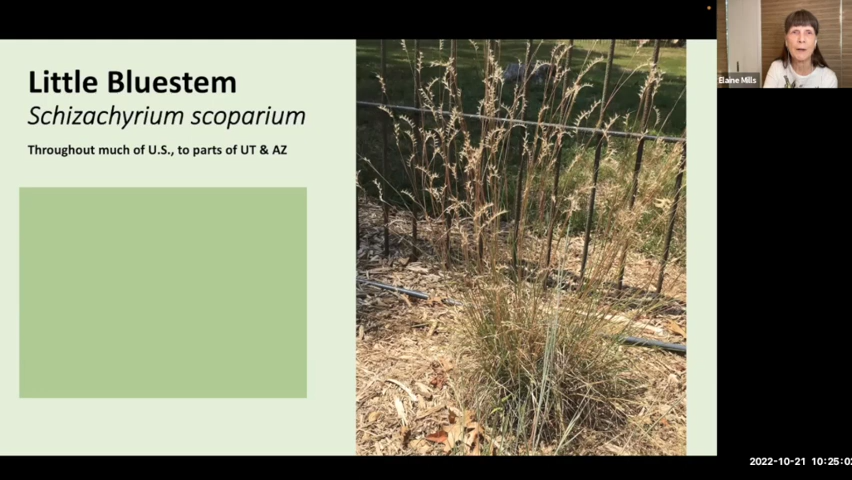 Little Bluestem
Schizachyrium scoparium
Throughout much of U.S., to parts of UT & AZ
Elaine Mills
2022-10-21 10:25:02